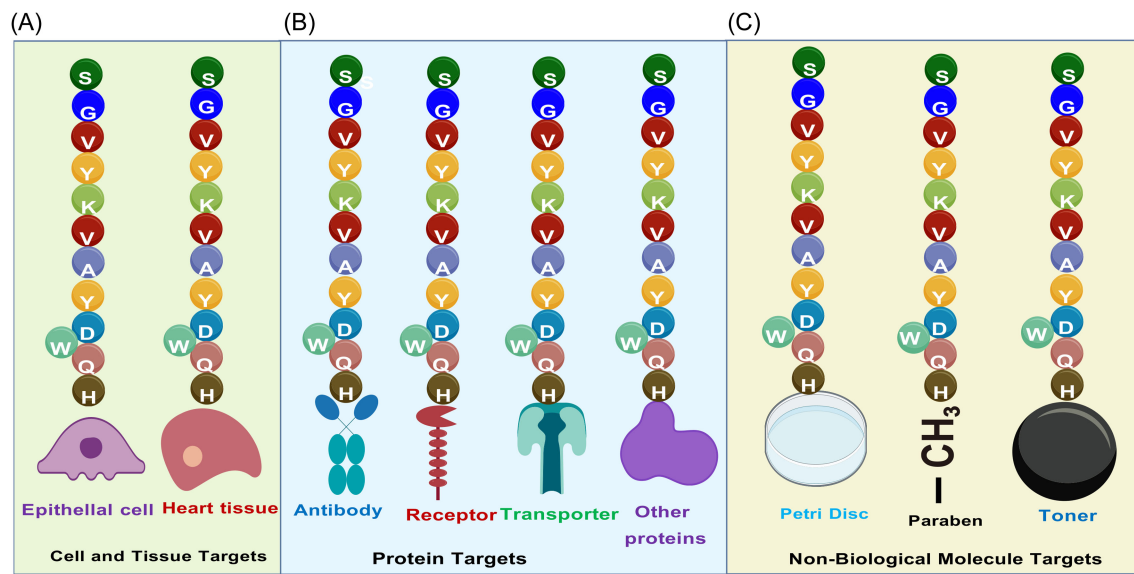 (A)
S G V Y K V A Y D W Q H
S G V Y K V A Y D W Q H
Epithellal cell
Heart tissue
Cell and Tissue Targets
(B)
S S G V Y K V A Y D W Q H
S G V Y K V A Y D W Q H
S G V Y K V A Y D W Q H
S G V Y K V A Y D W Q H
Antibody
Receptor
Transporter
Other
proteins
Protein Targets
(C)
S G V Y K V A Y D W Q H
S G V Y K V A Y D W Q H
S G V Y K V A Y D W Q H
– CH3
Petri Disc
Paraben
Toner
Non-Biological Molecule Targets